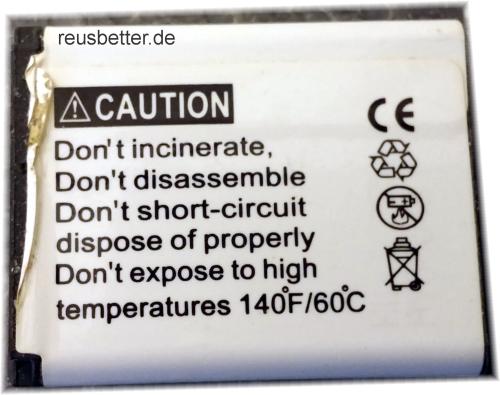 reusbetter.de
⚠CAUTION
CE
Don't incinerate,
Don't disassemble
Don't short-circuit
dispose of properly
Don't expose to high
temperatures 140°F/60°C